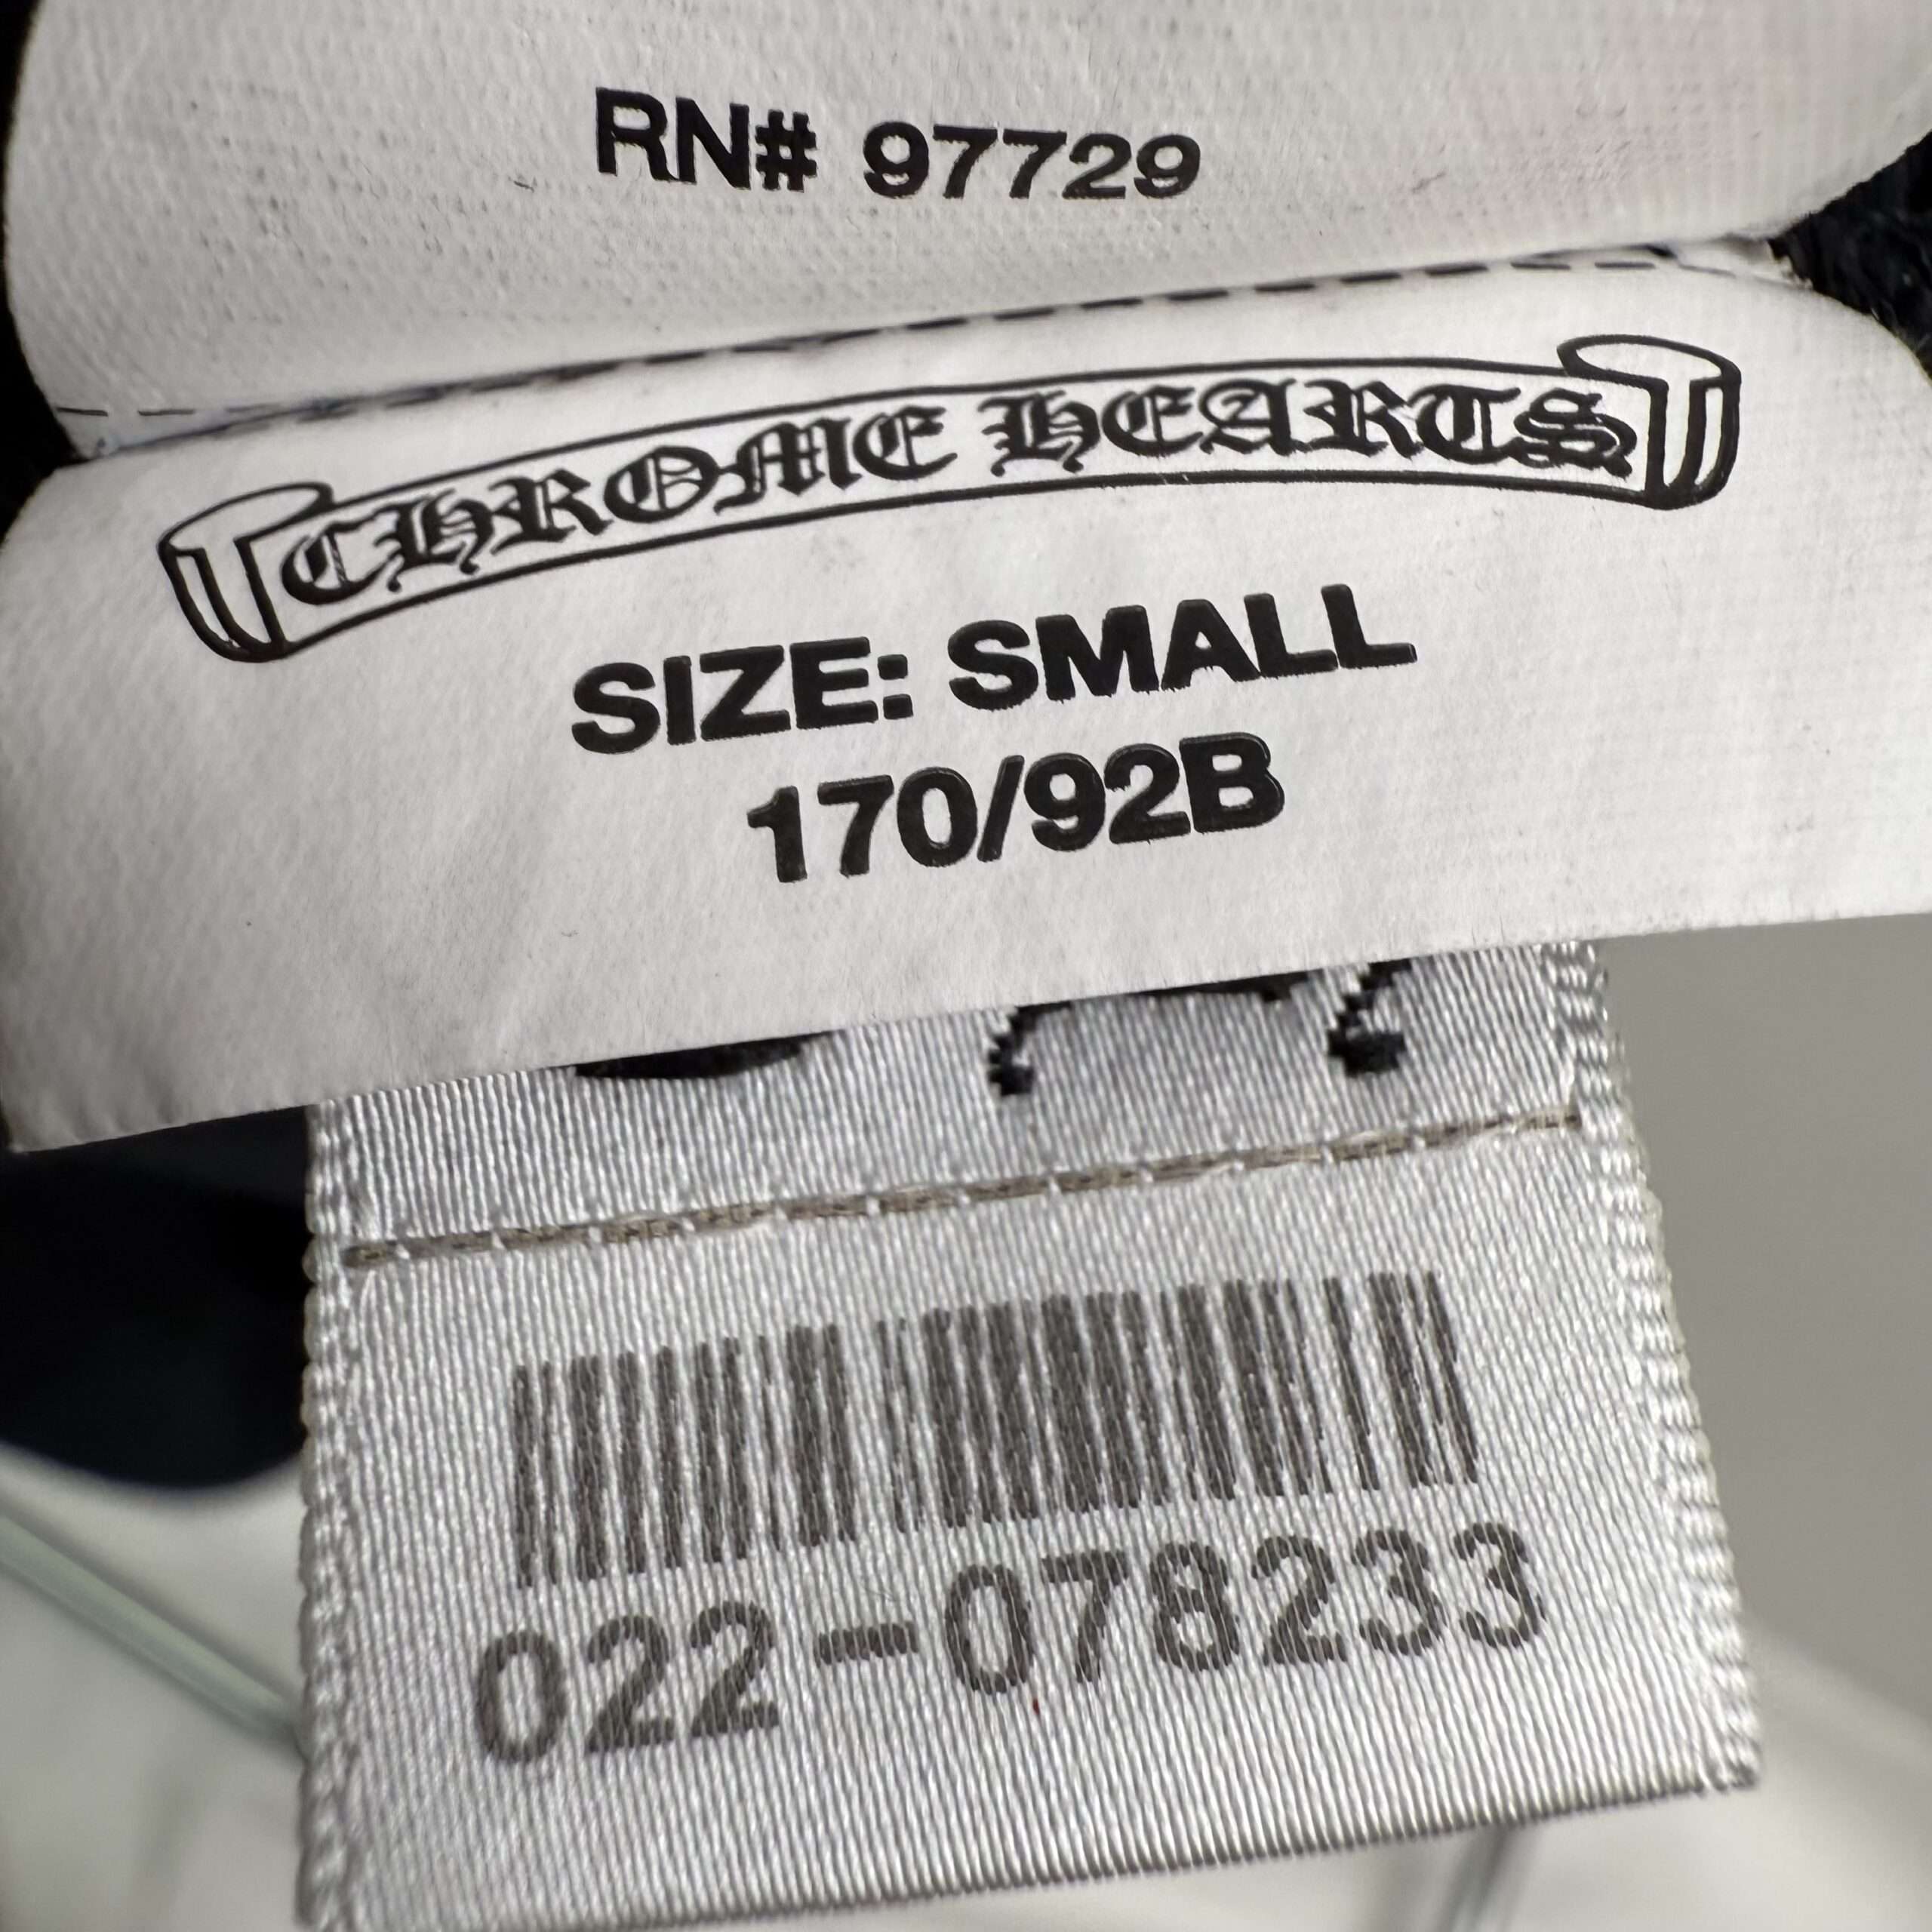 RN# 97729
CHROME HEARTS
SIZE: SMALL
170/92B
022-078233